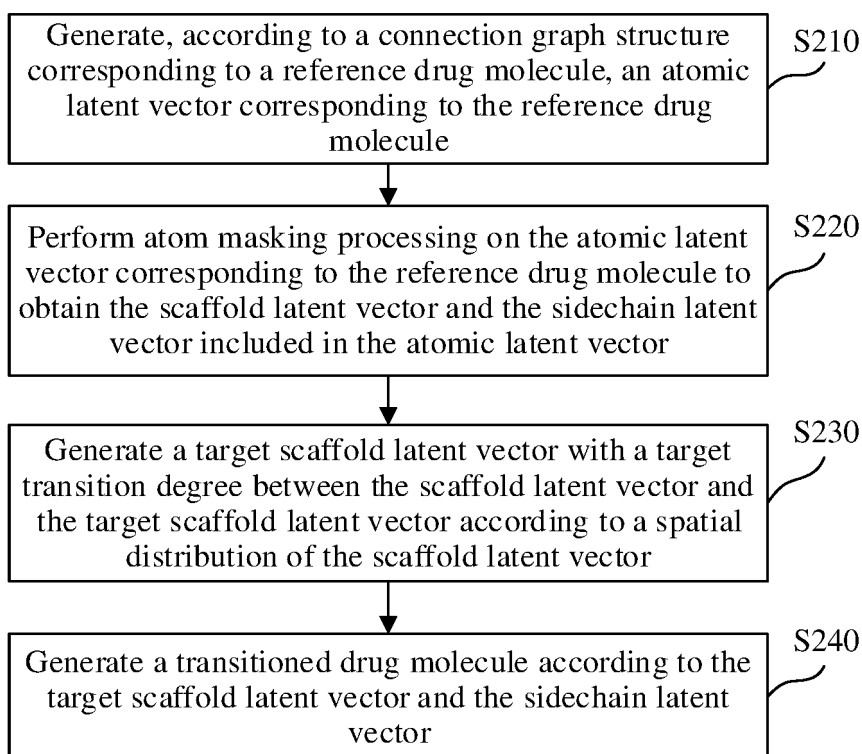 Generate, according to a connection graph structure
corresponding to a reference drug molecule, an atomic
latent vector corresponding to the reference drug
molecule
S210
Perform atom masking processing on the atomic latent
vector corresponding to the reference drug molecule to
obtain the scaffold latent vector and the sidechain latent
vector included in the atomic latent vector
S220
Generate a target scaffold latent vector with a target
transition degree between the scaffold latent vector and
the target scaffold latent vector according to a spatial
distribution of the scaffold latent vector
S230
Generate a transitioned drug molecule according to the
target scaffold latent vector and the sidechain latent
vector
S240